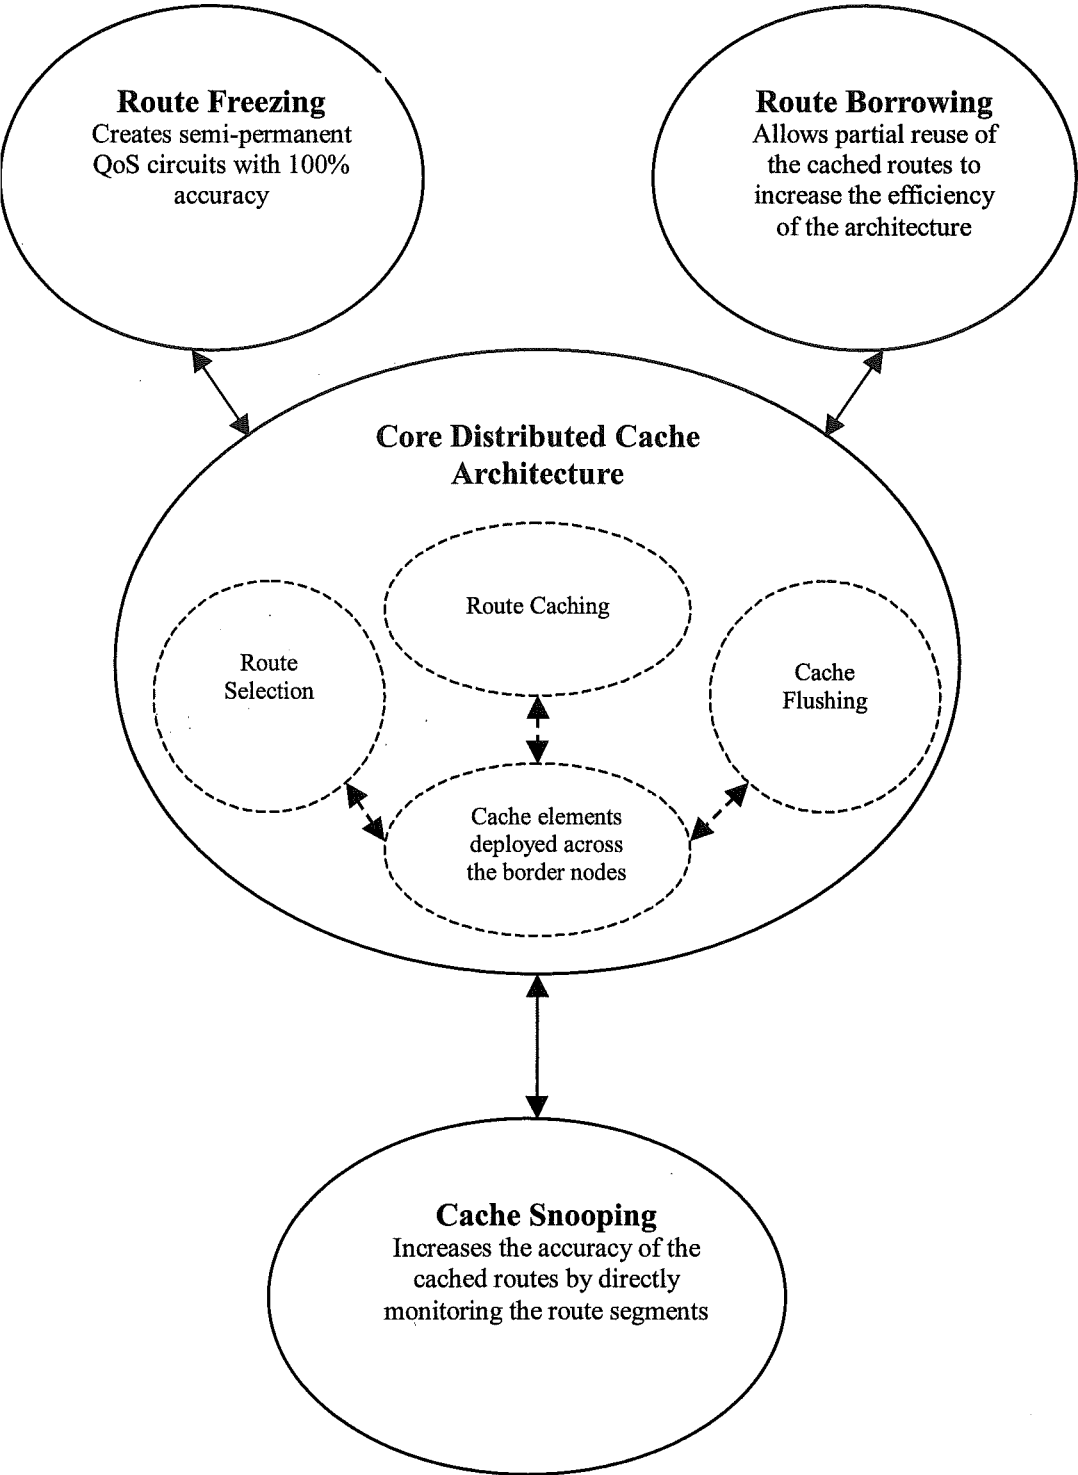 Route Freezing
Creates semi-permanent
QoS circuits with 100%
accuracy
Route Borrowing
Allows partial reuse of
the cached routes to
increase the efficiency
of the architecture
Core Distributed Cache
Architecture
Route Caching
Route
Selection
Cache
Flushing
Cache elements
deployed across
the border nodes
Cache Snooping
Increases the accuracy of the
cached routes by directly
monitoring the route segments